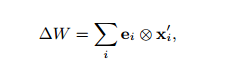 ΔW = ∑_i e_i ⊗ x′_i,